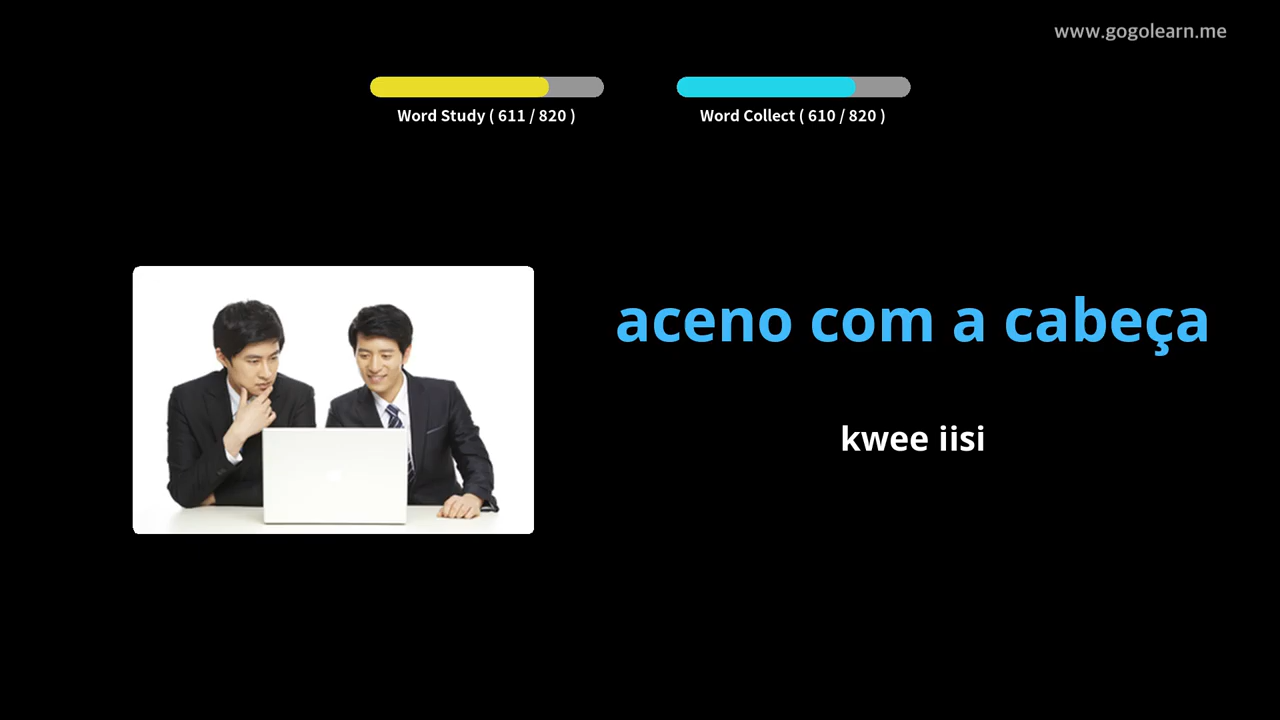 www.gogolearn.me
Word Study ( 611 / 820 )
Word Collect ( 610 / 820 )
aceno com a cabeça
kwee iisi